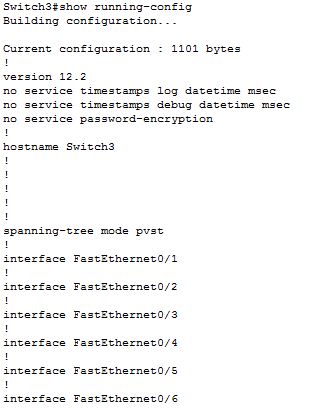 Switch3#show running-config
Building configuration...
Current configuration : 1101 bytes
!
version 12.2
no service timestamps log datetime msec
no service timestamps debug datetime msec
no service password-encryption
!
hostname Switch3
!
!
!
!
!
spanning-tree mode pvst
!
interface FastEthernet0/1
!
interface FastEthernet0/2
!
interface FastEthernet0/3
!
interface FastEthernet0/4
!
interface FastEthernet0/5
!
interface FastEthernet0/6